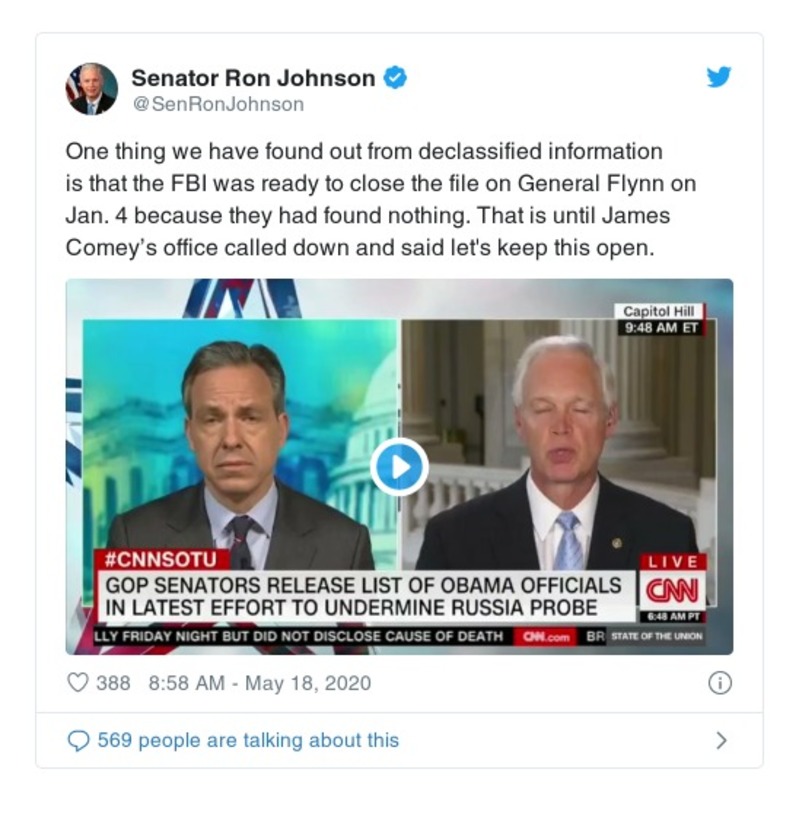 Senator Ron Johnson
@SenRonJohnson
One thing we have found out from declassified information
is that the FBI was ready to close the file on General Flynn on
Jan. 4 because they had found nothing. That is until James
Comey’s office called down and said let's keep this open.
Capitol Hill
9:48 AM ET
#CNNSOTU
LIVE
GOP SENATORS RELEASE LIST OF OBAMA OFFICIALS
IN LATEST EFFORT TO UNDERMINE RUSSIA PROBE
CNN
6:48 AM PT
LLY FRIDAY NIGHT BUT DID NOT DISCLOSE CAUSE OF DEATH CNN.com BR STATE OF THE UNION
388 8:58 AM - May 18, 2020
569 people are talking about this